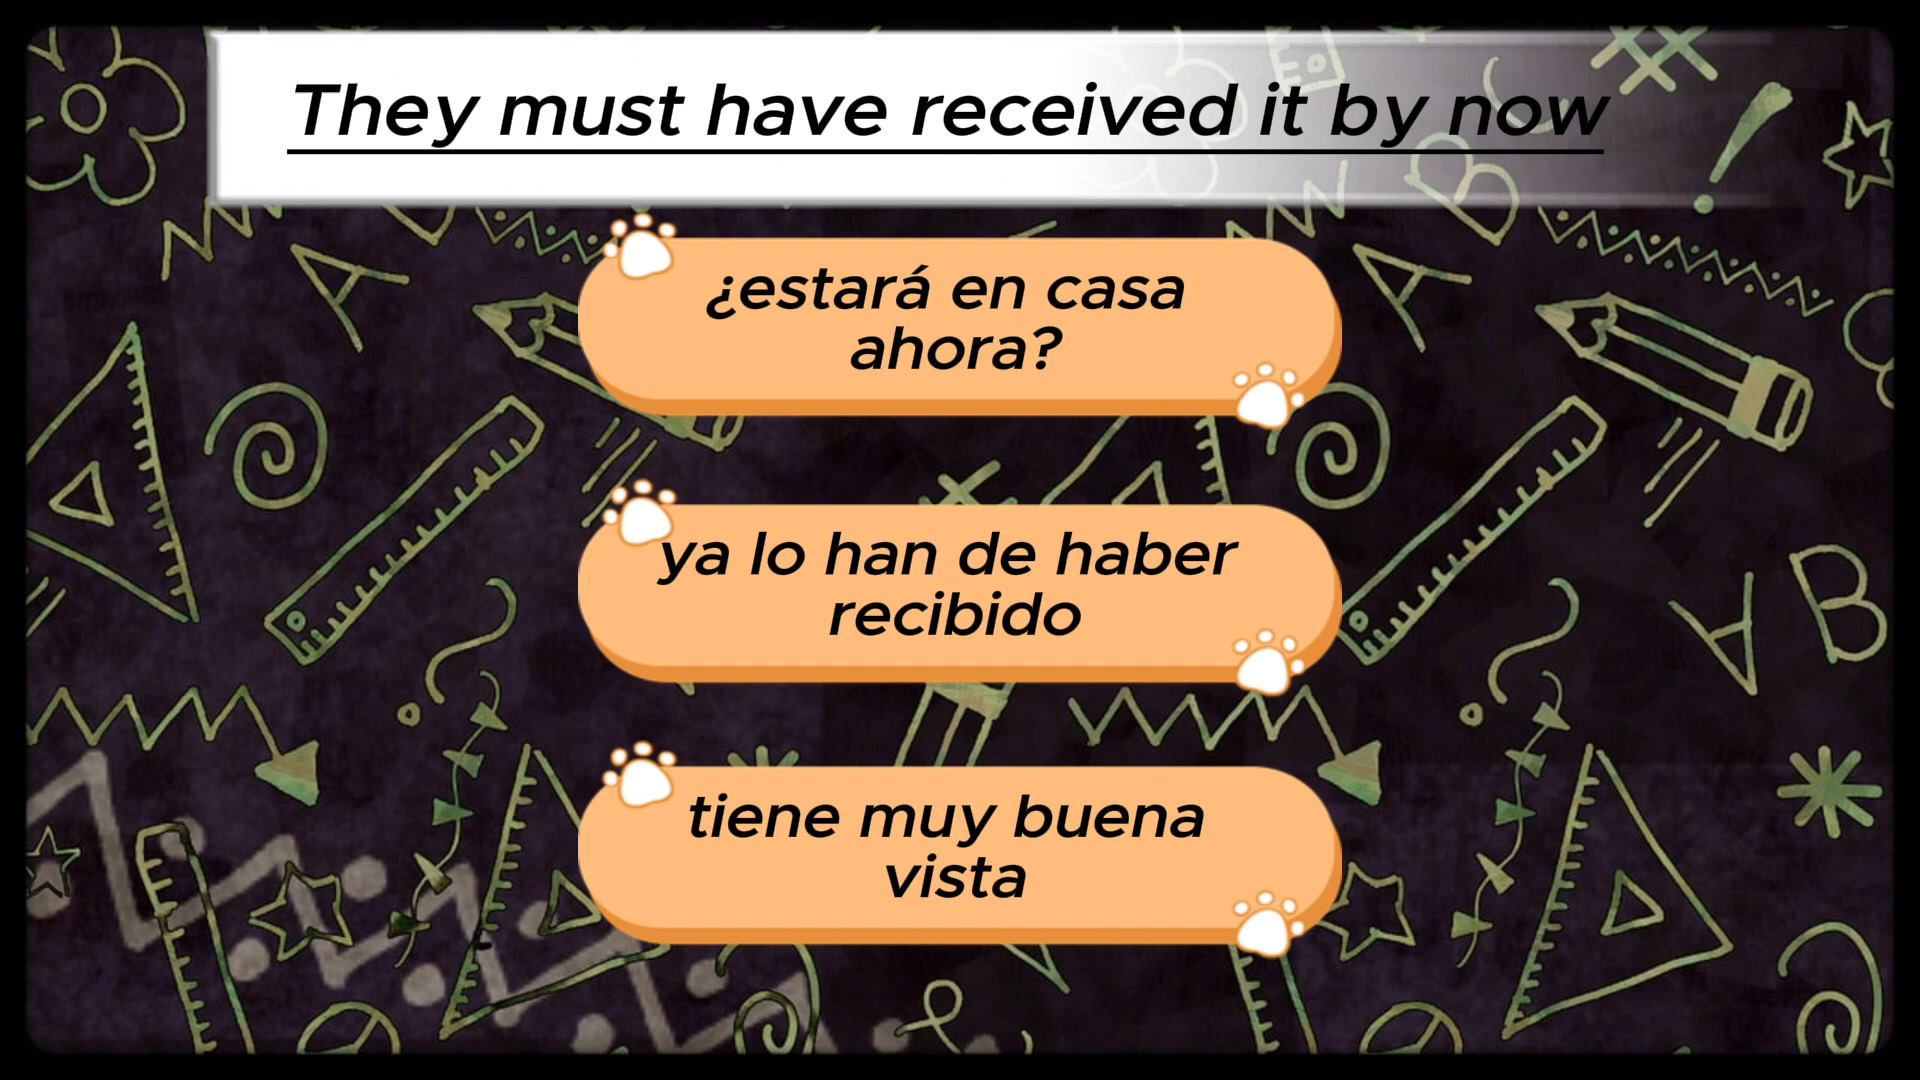 They must have received it by now
¿estará en casa
ahora?
ya lo han de haber
recibido
tiene muy buena
vista